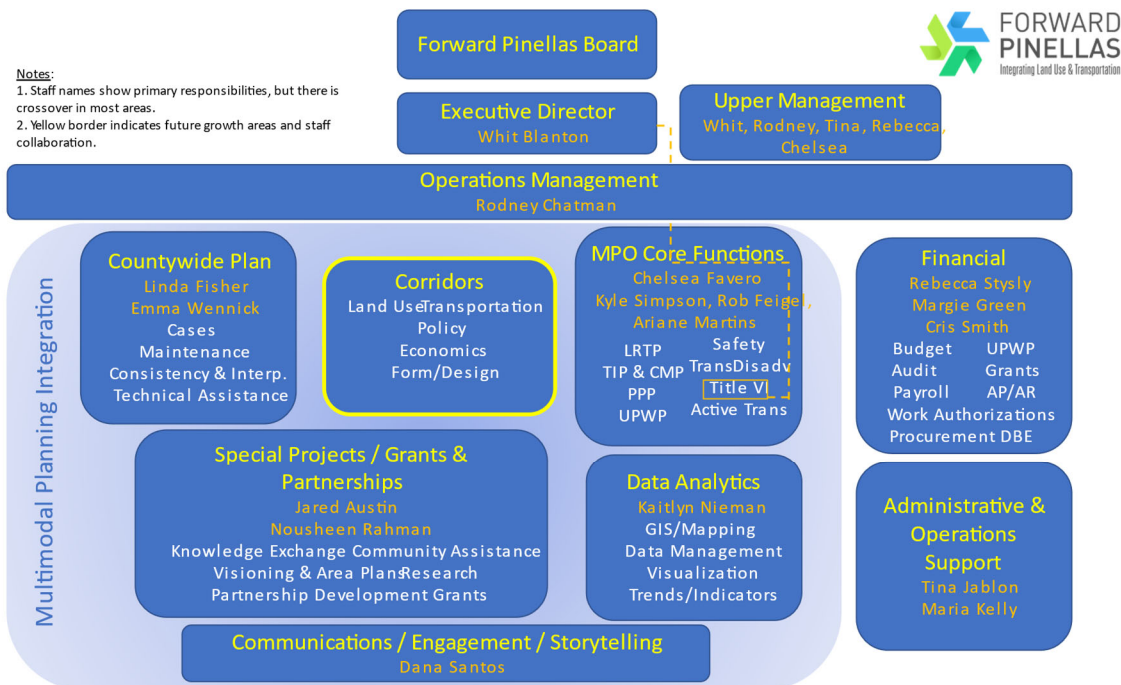 Forward Pinellas Board
FORWARD
PINELLAS
Integrating Land Use & Transportation
Notes:
1. Staff names show primary responsibilities, but there is
crossover in most areas.
2. Yellow border indicates future growth areas and staff
collaboration.
Executive Director
Whit Blanton
Upper Management
Whit, Rodney, Tina, Rebecca,
Chelsea
Operations Management
Rodney Chatman
Multimodal Planning Integration
Countywide Plan
Linda Fisher
Emma Wennick
Cases
Maintenance
Consistency & Interp.
Technical Assistance
Corridors
Land Use Transportation
Policy
Economics
Form/Design
MPO Core Functions
Chelsea Favero
Kyle Simpson, Rob Feigel,
Ariane Martins
LRTP
TIP & CMP
PPP
UPWP
Safety
TransDisadv
Title VI
Active Trans
Financial
Rebecca Stysly
Margie Green
Cris Smith
Budget UPWP
Audit Grants
Payroll AP/AR
Work Authorizations
Procurement DBE
Special Projects / Grants &
Partnerships
Jared Austin
Nousheen Rahman
Knowledge Exchange Community Assistance
Visioning & Area Plans Research
Partnership Development Grants
Data Analytics
Kaitlyn Nieman
GIS/Mapping
Data Management
Visualization
Trends/Indicators
Administrative &
Operations
Support
Tina Jablon
Maria Kelly
Communications / Engagement / Storytelling
Dana Santos